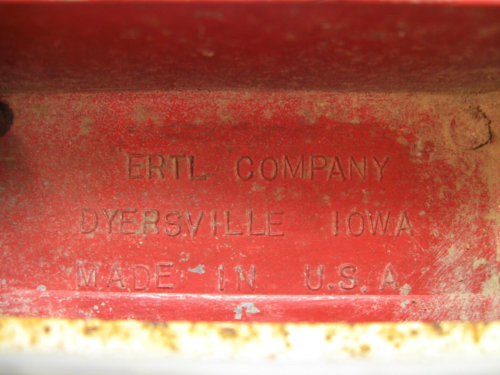 ERTL COMPANY
DYERSVILLE IOWA
MADE IN U.S.A.